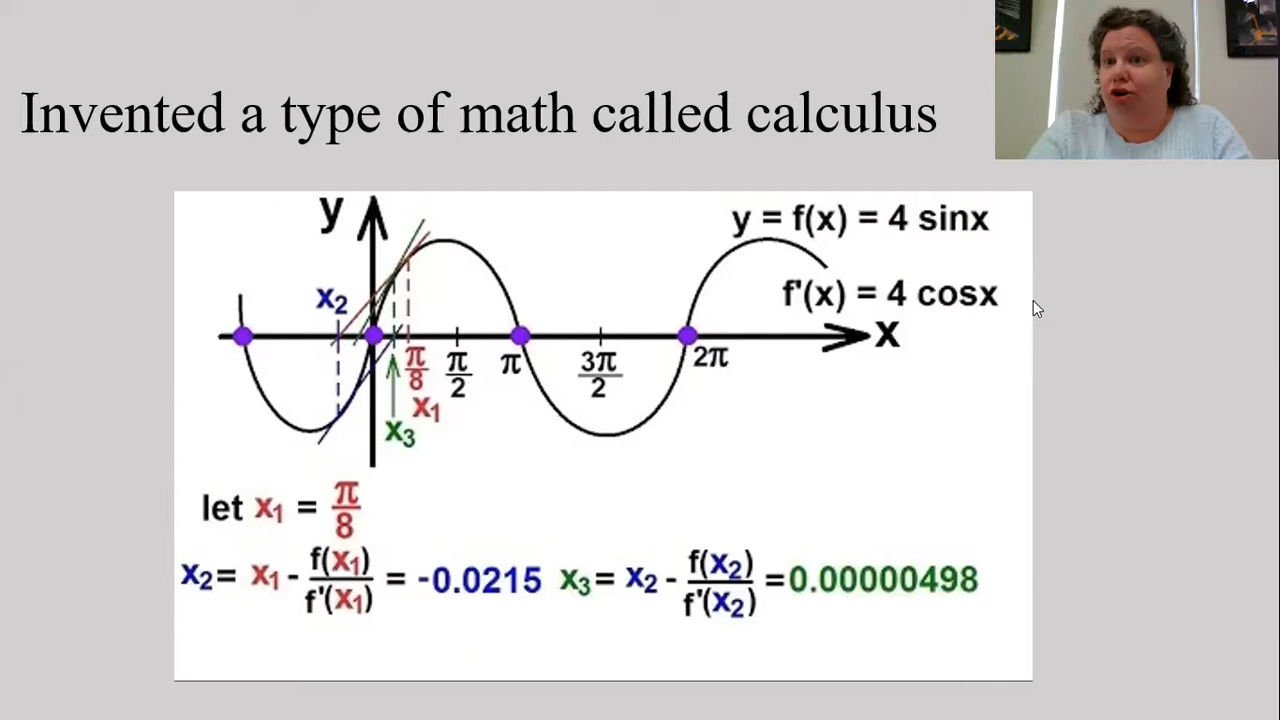 Invented a type of math called calculus
y
y = f(x) = 4 sinx
f'(x) = 4 cosx
x₂
x
π/8
π/2
π
3π/2
2π
x₁
x₃
let x₁ = π/8
x₂ = x₁ - f(x₁)/f'(x₁) = -0.0215 x₃ = x₂ - f(x₂)/f'(x₂) = 0.00000498